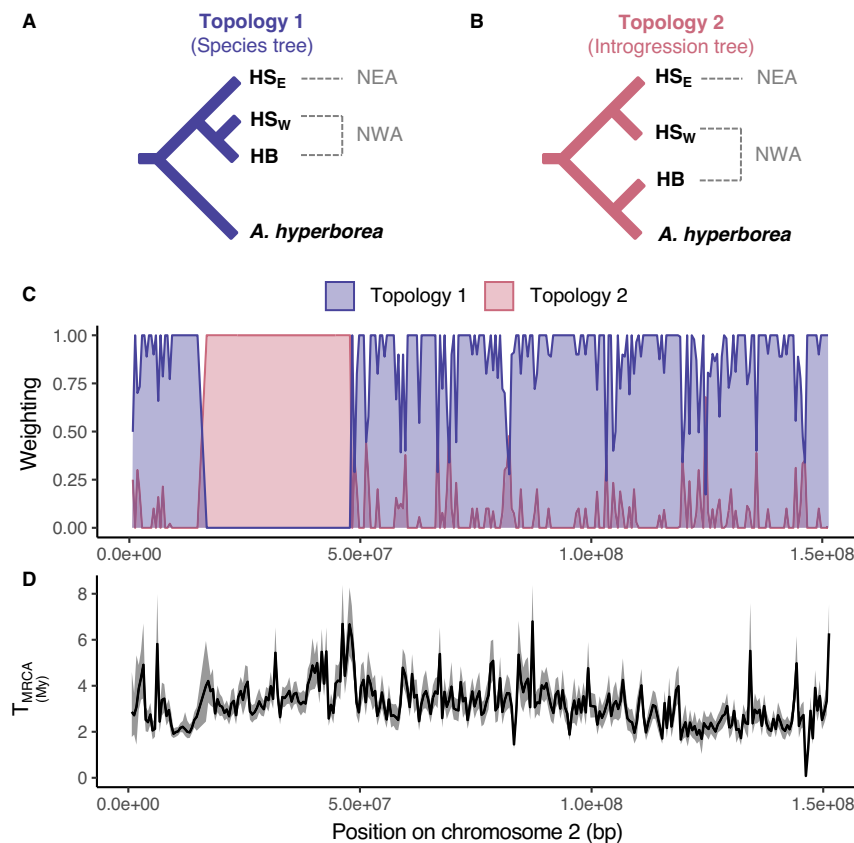 A
Topology 1
(Species tree)
HSE
NEA
HSW
NWA
HB
A. hyperborea
B
Topology 2
(Introgression tree)
HSE
NEA
HSW
NWA
HB
A. hyperborea
C
Topology 1
Topology 2
Weighting
1.00
0.75
0.50
0.25
0.00
0.0e+00
5.0e+07
1.0e+08
1.5e+08
D
TMRCA
(My)
8
6
4
2
0
0.0e+00
5.0e+07
1.0e+08
1.5e+08
Position on chromosome 2 (bp)